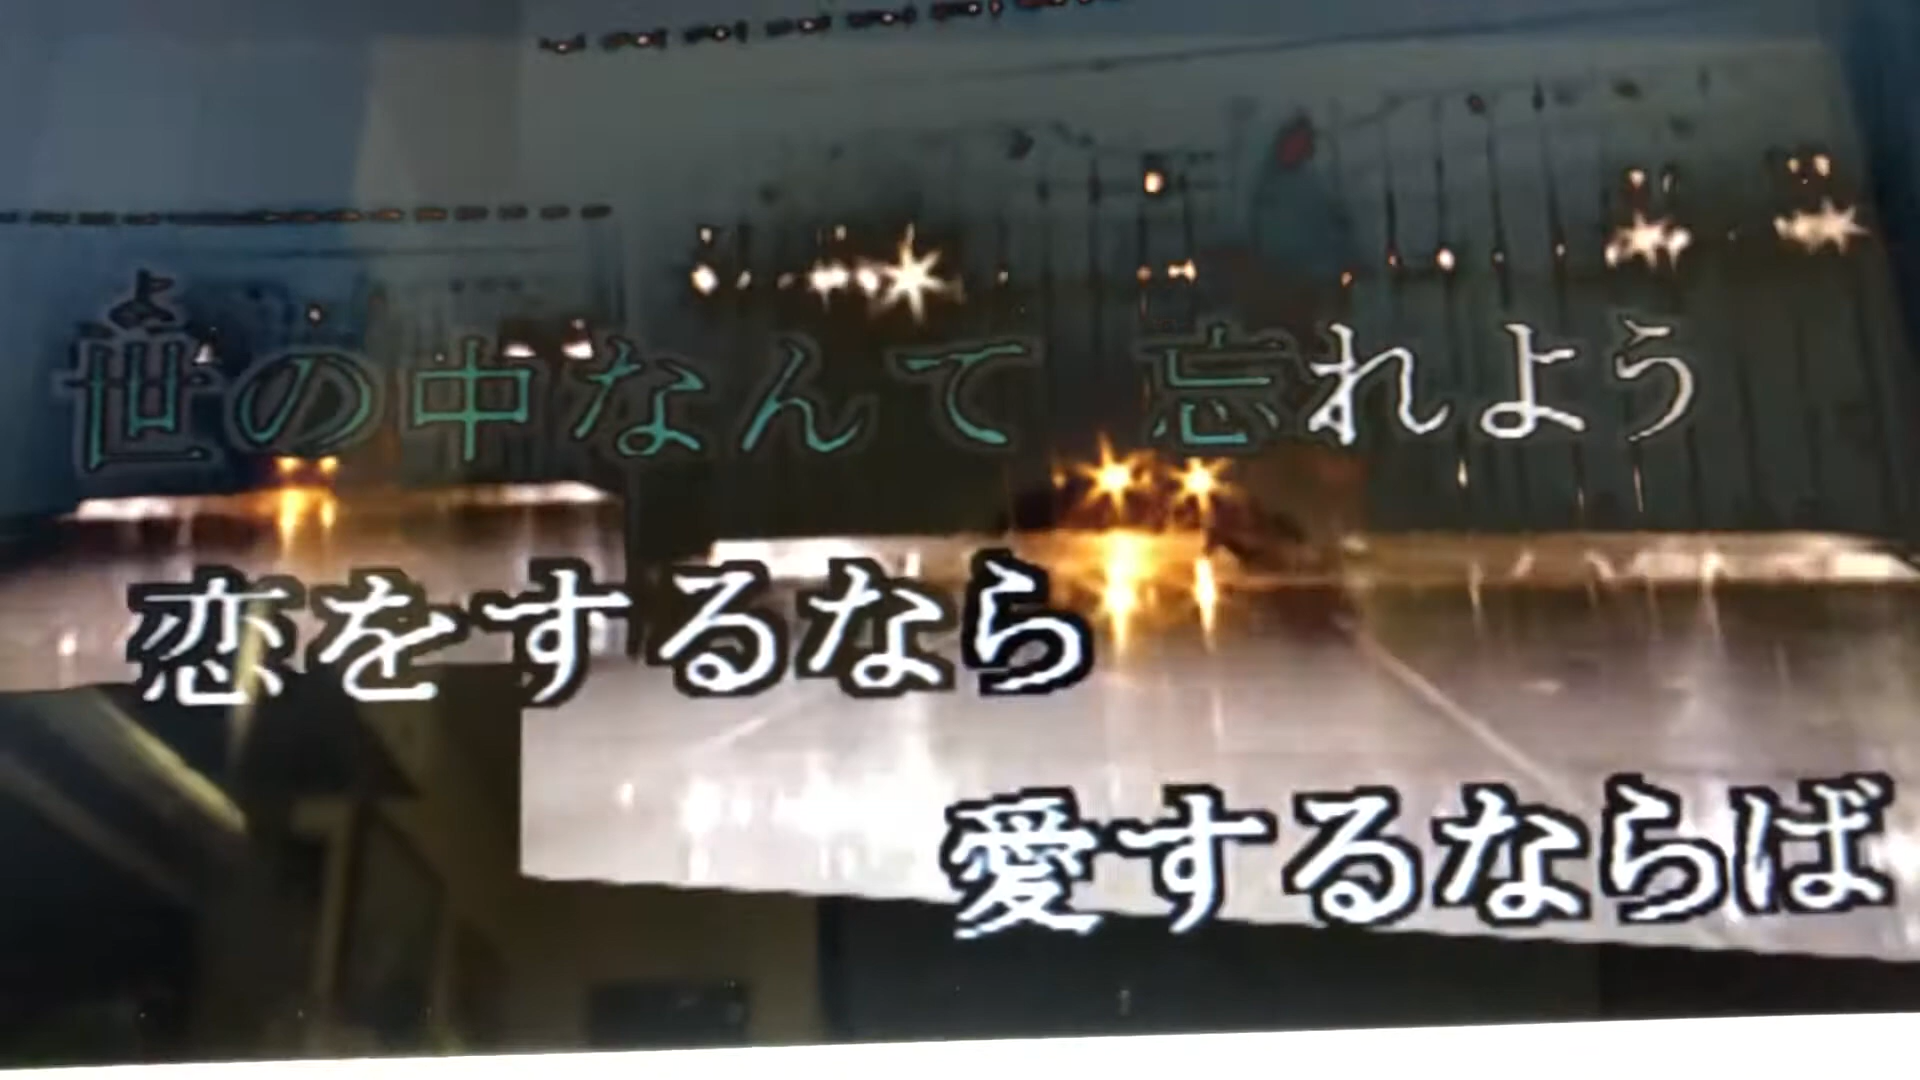 よ
世の中なんて 忘れよう
恋をするなら
愛するならば